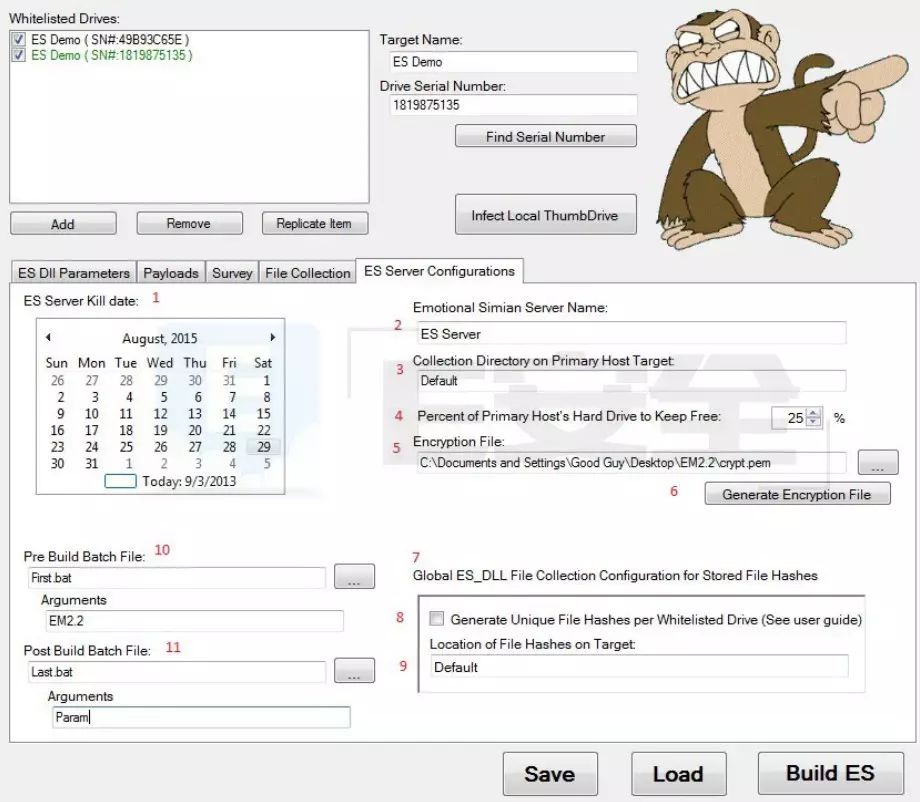 Whitelisted Drives:
ES Demo ( SN#:49B93C65E )
ES Demo ( SN#:1819875135 )
Target Name:
ES Demo
Drive Serial Number:
1819875135
Find Serial Number
Infect Local ThumbDrive
Add Remove Replicate Item
ES Dll Parameters Payloads Survey File Collection ES Server Configurations
ES Server Kill date: 1
August, 2015
Sun Mon Tue Wed Thu Fri Sat
26 27 28 29 30 31 1
2 3 4 5 6 7 8
9 10 11 12 13 14 15
16 17 18 19 20 21 22
23 24 25 26 27 28 29
30 31 1 2 3 4 5
Today: 9/3/2013
Emotional Simian Server Name:
2 ES Server
3 Collection Directory on Primary Host Target:
Default
4 Percent of Primary Host's Hard Drive to Keep Free: 25 %
5 Encryption File:
C:\Documents and Settings\Good Guy\Desktop\EM2.2\crypt.pem ...
6 Generate Encryption File
Pre Build Batch File: 10
First.bat ...
Arguments
EM2.2
Post Build Batch File: 11
Last.bat ...
Arguments
Param
7
Global ES_DLL File Collection Configuration for Stored File Hashes
8 Generate Unique File Hashes per Whitelisted Drive (See user guide)
Location of File Hashes on Target:
9 Default
Save Load Build ES
E安全